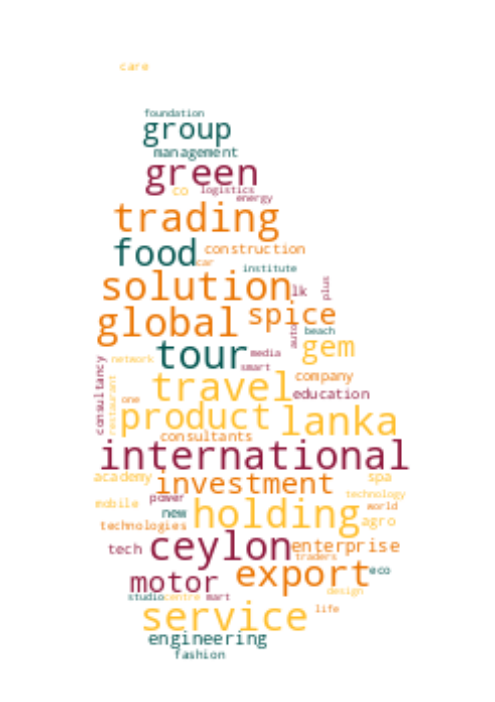 care
foundation
group
management
green
co logistics
energy
trading
food construction
car
institute
solution lk plus
global spice
auto beach
tour media gem
network smart
consultancy restaurant
travel company
education
one
product lanka
consultants
international
academy investment spa
technology
mobile power world
new holding agro
technologies
tech ceylon enterprise
traders
motor export eco
design
studio centre mart
service life
engineering
fashion